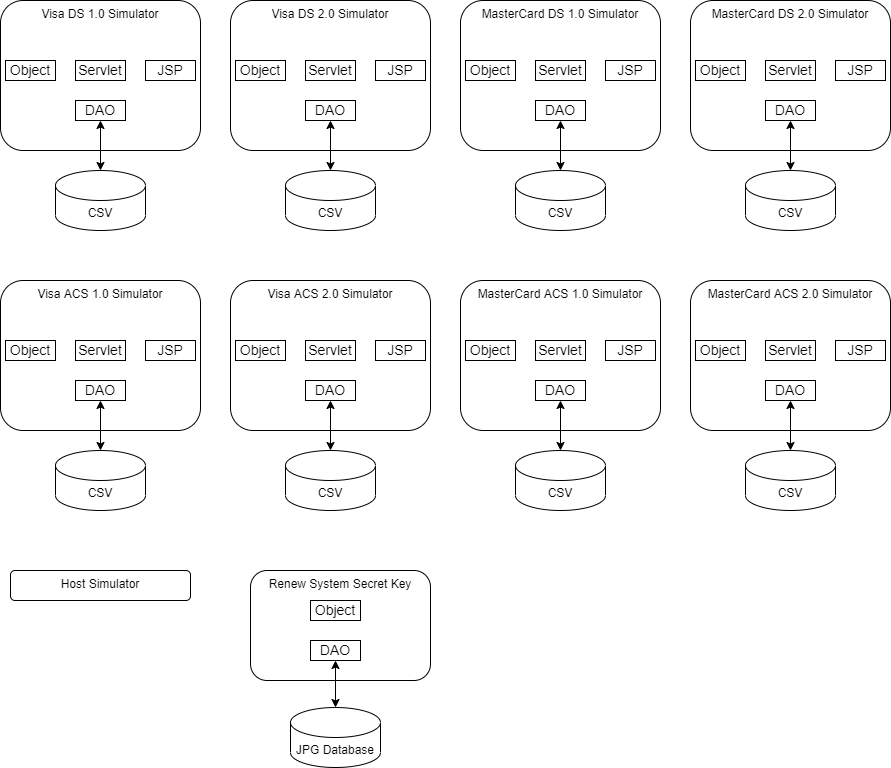 Visa DS 1.0 Simulator
Visa DS 2.0 Simulator
MasterCard DS 1.0 Simulator
MasterCard DS 2.0 Simulator
Object Servlet JSP
Object Servlet JSP
Object Servlet JSP
Object Servlet JSP
DAO
DAO
DAO
DAO
CSV
CSV
CSV
CSV
Visa ACS 1.0 Simulator
Visa ACS 2.0 Simulator
MasterCard ACS 1.0 Simulator
MasterCard ACS 2.0 Simulator
Object Servlet JSP
Object Servlet JSP
Object Servlet JSP
Object Servlet JSP
DAO
DAO
DAO
DAO
CSV
CSV
CSV
CSV
Host Simulator
Renew System Secret Key
Object
DAO
JPG Database